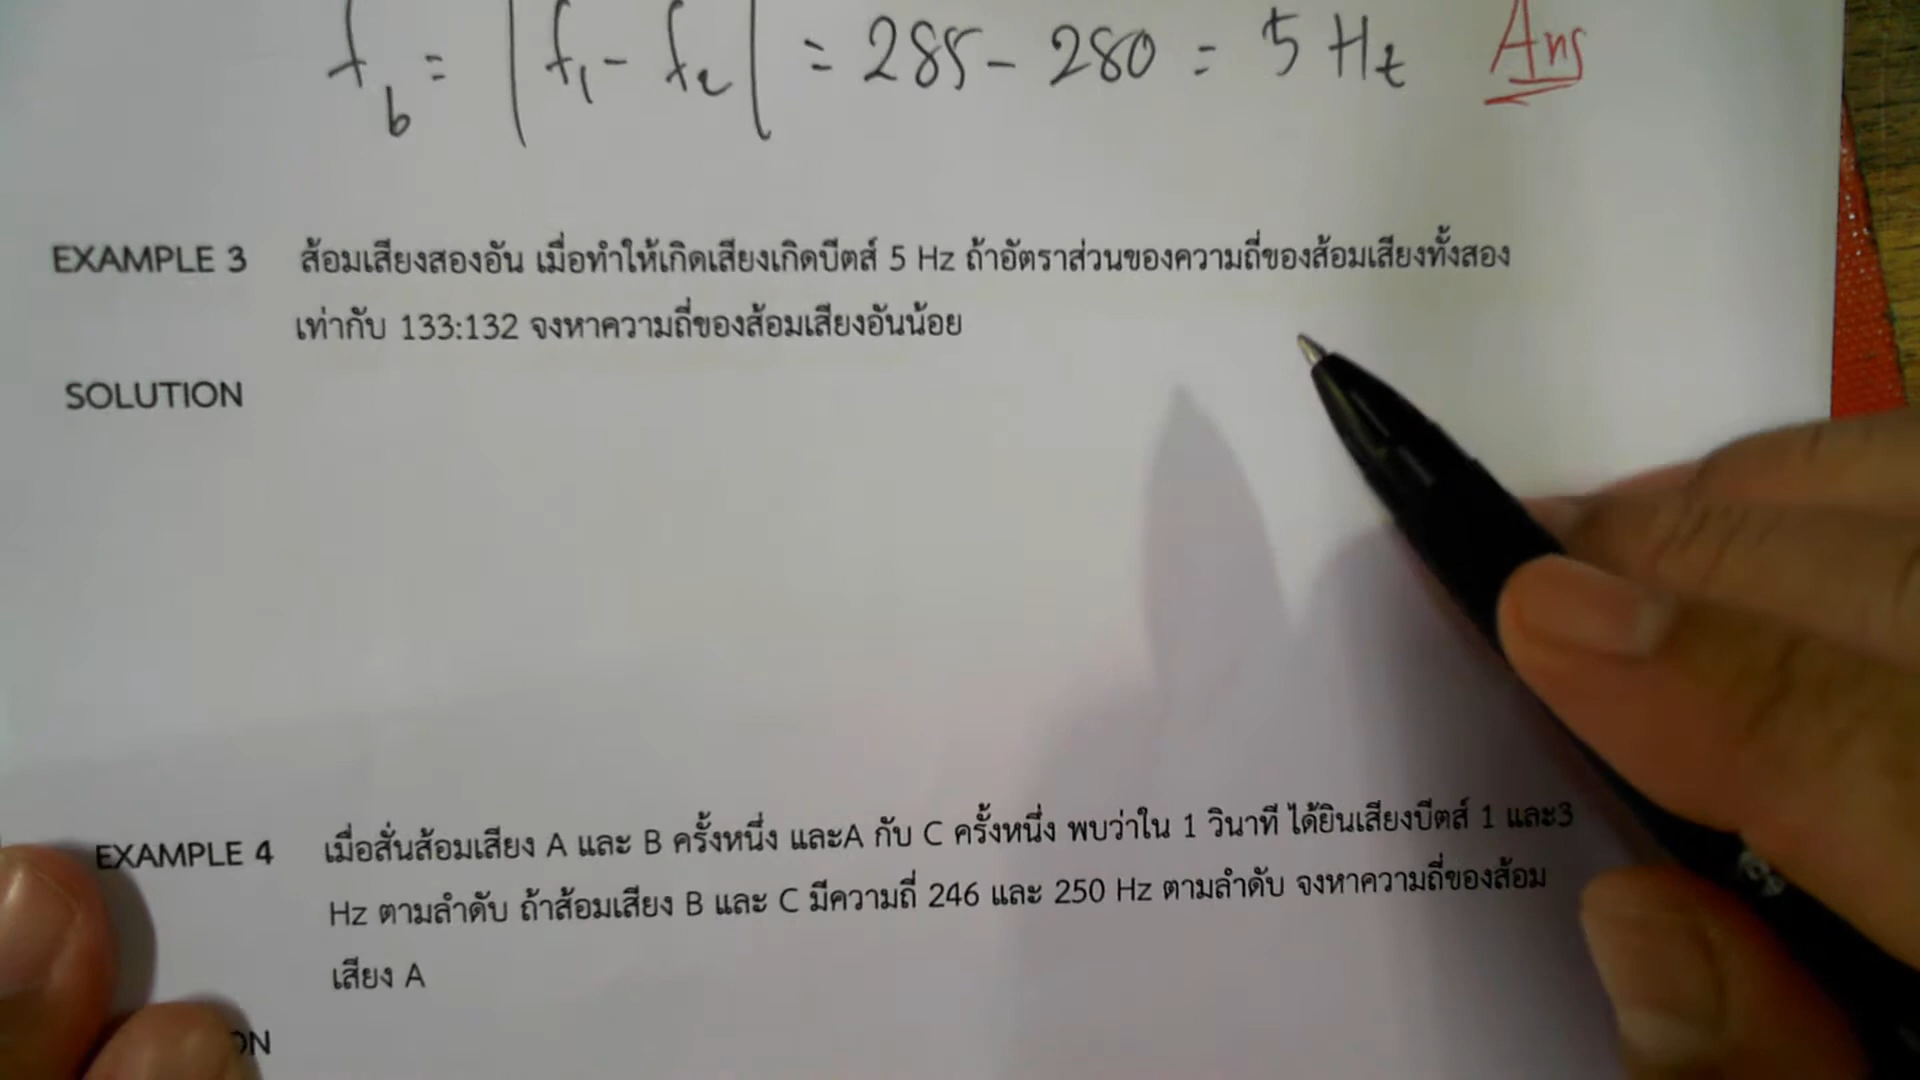 f_b = |f₁ - f₂| = 285 - 280 = 5 Hz Ans
EXAMPLE 3 ส้อมเสียงสองอัน เมื่อทำให้เกิดเสียงเกิดบีตส์ 5 Hz ถ้าอัตราส่วนของความถี่ของส้อมเสียงทั้งสอง
เท่ากับ 133:132 จงหาความถี่ของส้อมเสียงอันน้อย
SOLUTION
EXAMPLE 4 เมื่อสั่นส้อมเสียง A และ B ครั้งหนึ่ง และA กับ C ครั้งหนึ่ง พบว่าใน 1 วินาที ได้ยินเสียงบีตส์ 1 และ3
Hz ตามลำดับ ถ้าส้อมเสียง B และ C มีความถี่ 246 และ 250 Hz ตามลำดับ จงหาความถี่ของส้อม
เสียง A
ON